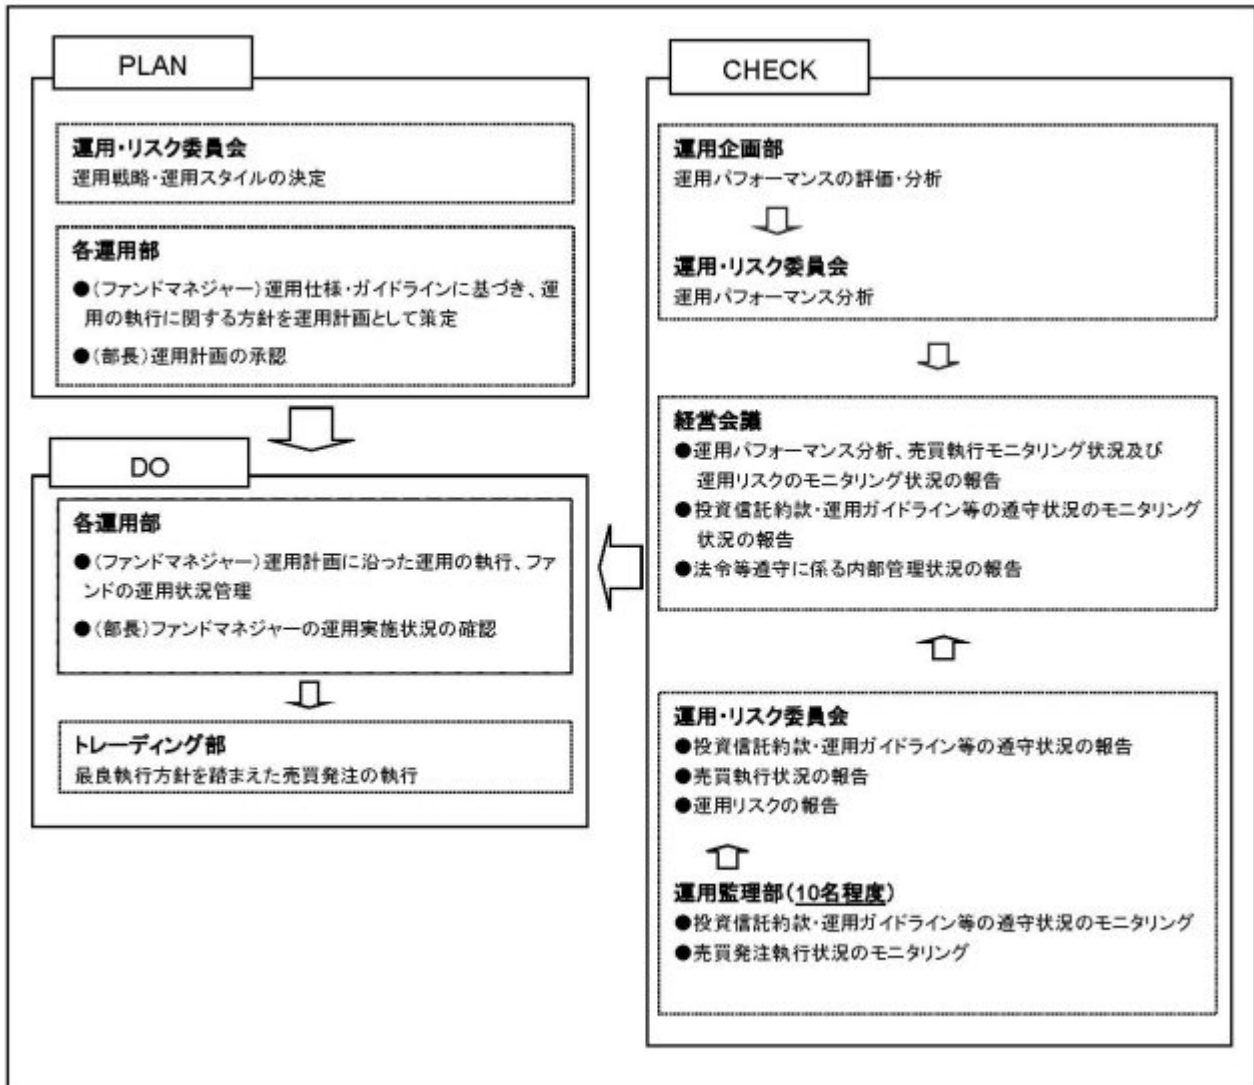 PLAN
運用・リスク委員会
運用戦略・運用スタイルの決定
各運用部
●(ファンドマネジャー)運用仕様・ガイドラインに基づき、運
用の執行に関する方針を運用計画として策定
●(部長)運用計画の承認
DO
各運用部
●(ファンドマネジャー)運用計画に沿った運用の執行、ファ
ンドの運用状況管理
●(部長)ファンドマネジャーの運用実施状況の確認
トレーディング部
最良執行方針を踏まえた売買発注の執行
CHECK
運用企画部
運用パフォーマンスの評価・分析
運用・リスク委員会
運用パフォーマンス分析
経営会議
●運用パフォーマンス分析、売買執行モニタリング状況及び
運用リスクのモニタリング状況の報告
●投資信託約款・運用ガイドライン等の遵守状況のモニタリング
状況の報告
●法令等遵守に係る内部管理状況の報告
運用・リスク委員会
●投資信託約款・運用ガイドライン等の遵守状況の報告
●売買執行状況の報告
●運用リスクの報告
運用監理部(10名程度)
●投資信託約款・運用ガイドライン等の遵守状況のモニタリング
●売買発注執行状況のモニタリング